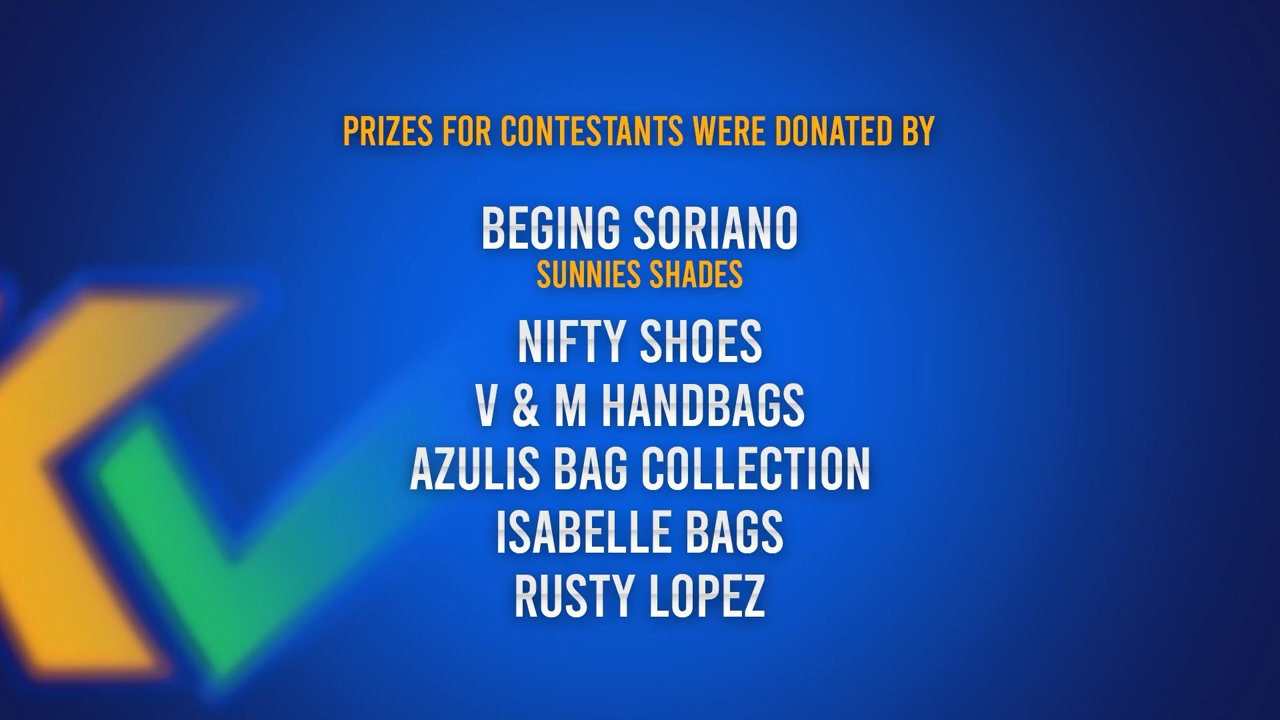 PRIZES FOR CONTESTANTS WERE DONATED BY
BEGING SORIANO
SUNNIES SHADES
NIFTY SHOES
V & M HANDBAGS
AZULIS BAG COLLECTION
ISABELLE BAGS
RUSTY LOPEZ